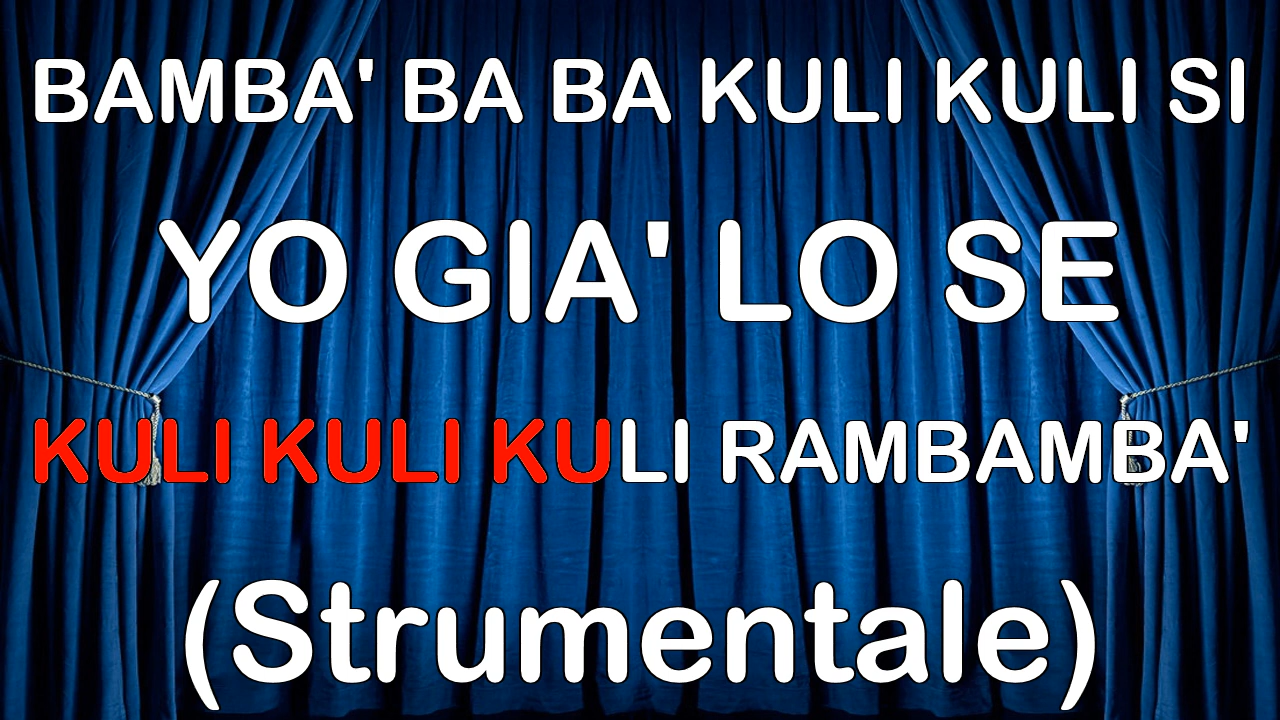 BAMBA' BA BA KULI KULI SI
YO GIA' LO SE
KULI KULI KULI RAMBAMBA'
(Strumentale)